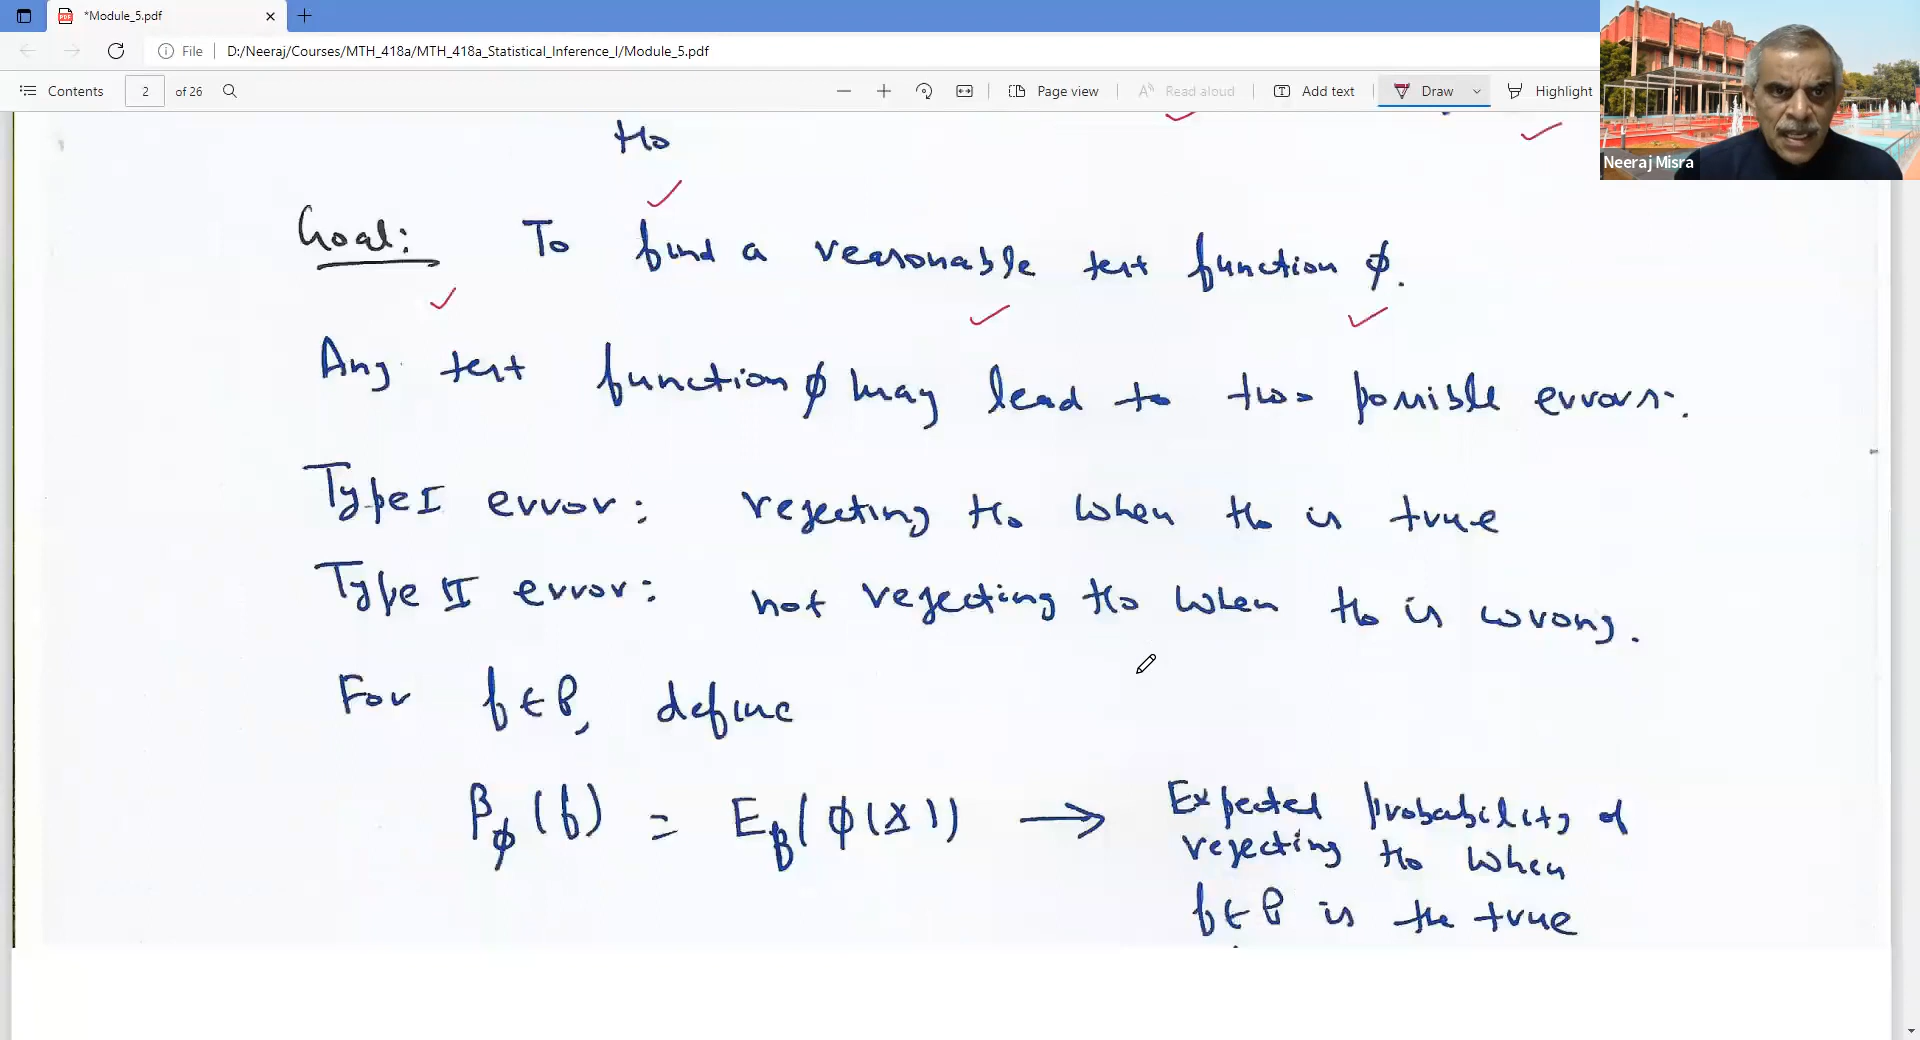 *Module_5.pdf
File D:/Neeraj/Courses/MTH_418a/MTH_418a_Statistical_Inference_I/Module_5.pdf
Contents 2 of 26 Page view Read aloud Add text Draw Highlight
Neeraj Misra
H₀
Goal: To find a reasonable test function ϕ.
Any test function ϕ may lead to two possible errors:.
Type I error: rejecting H₀ when H₀ is true
Type II error: not rejecting H₀ when H₀ is wrong.
For f ∈ P, define
β_ϕ(f) = E_f(ϕ(X)) → Expected probability of
rejecting H₀ when
f ∈ P is the true